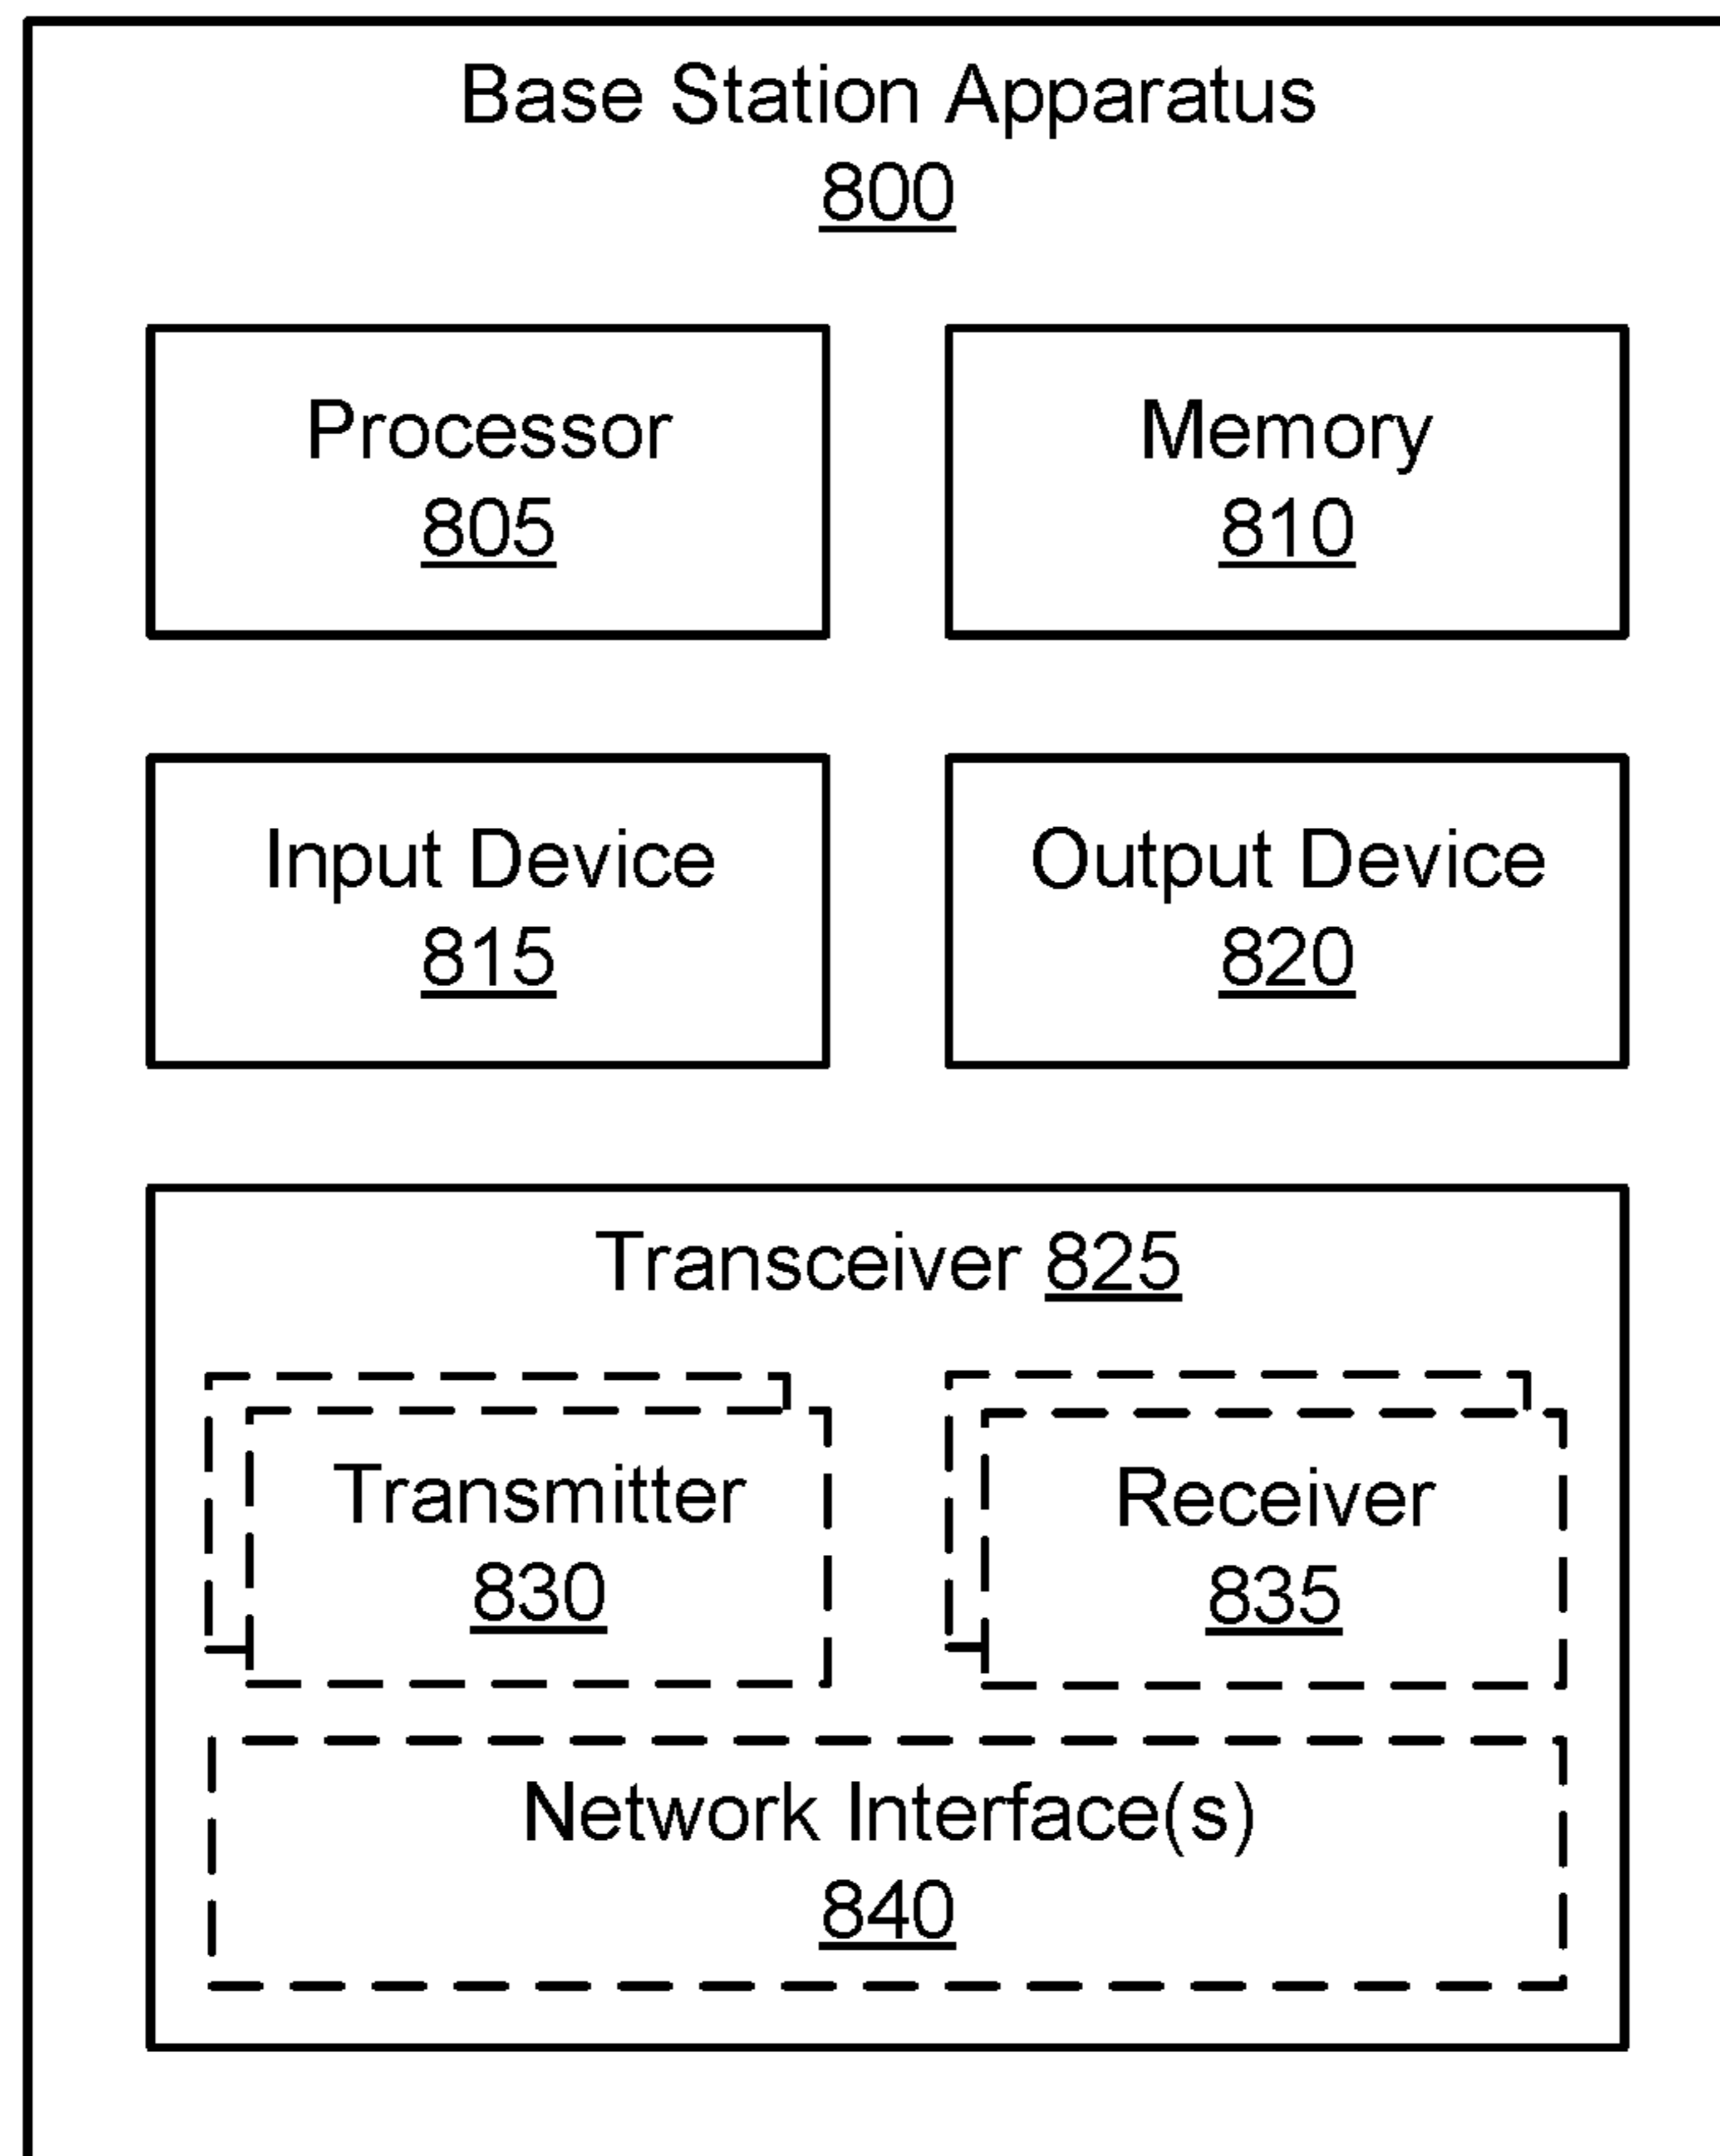 Base Station Apparatus
800
Processor
805
Memory
810
Input Device
815
Output Device
820
Transceiver 825
Transmitter
830
Receiver
835
Network Interface(s)
840